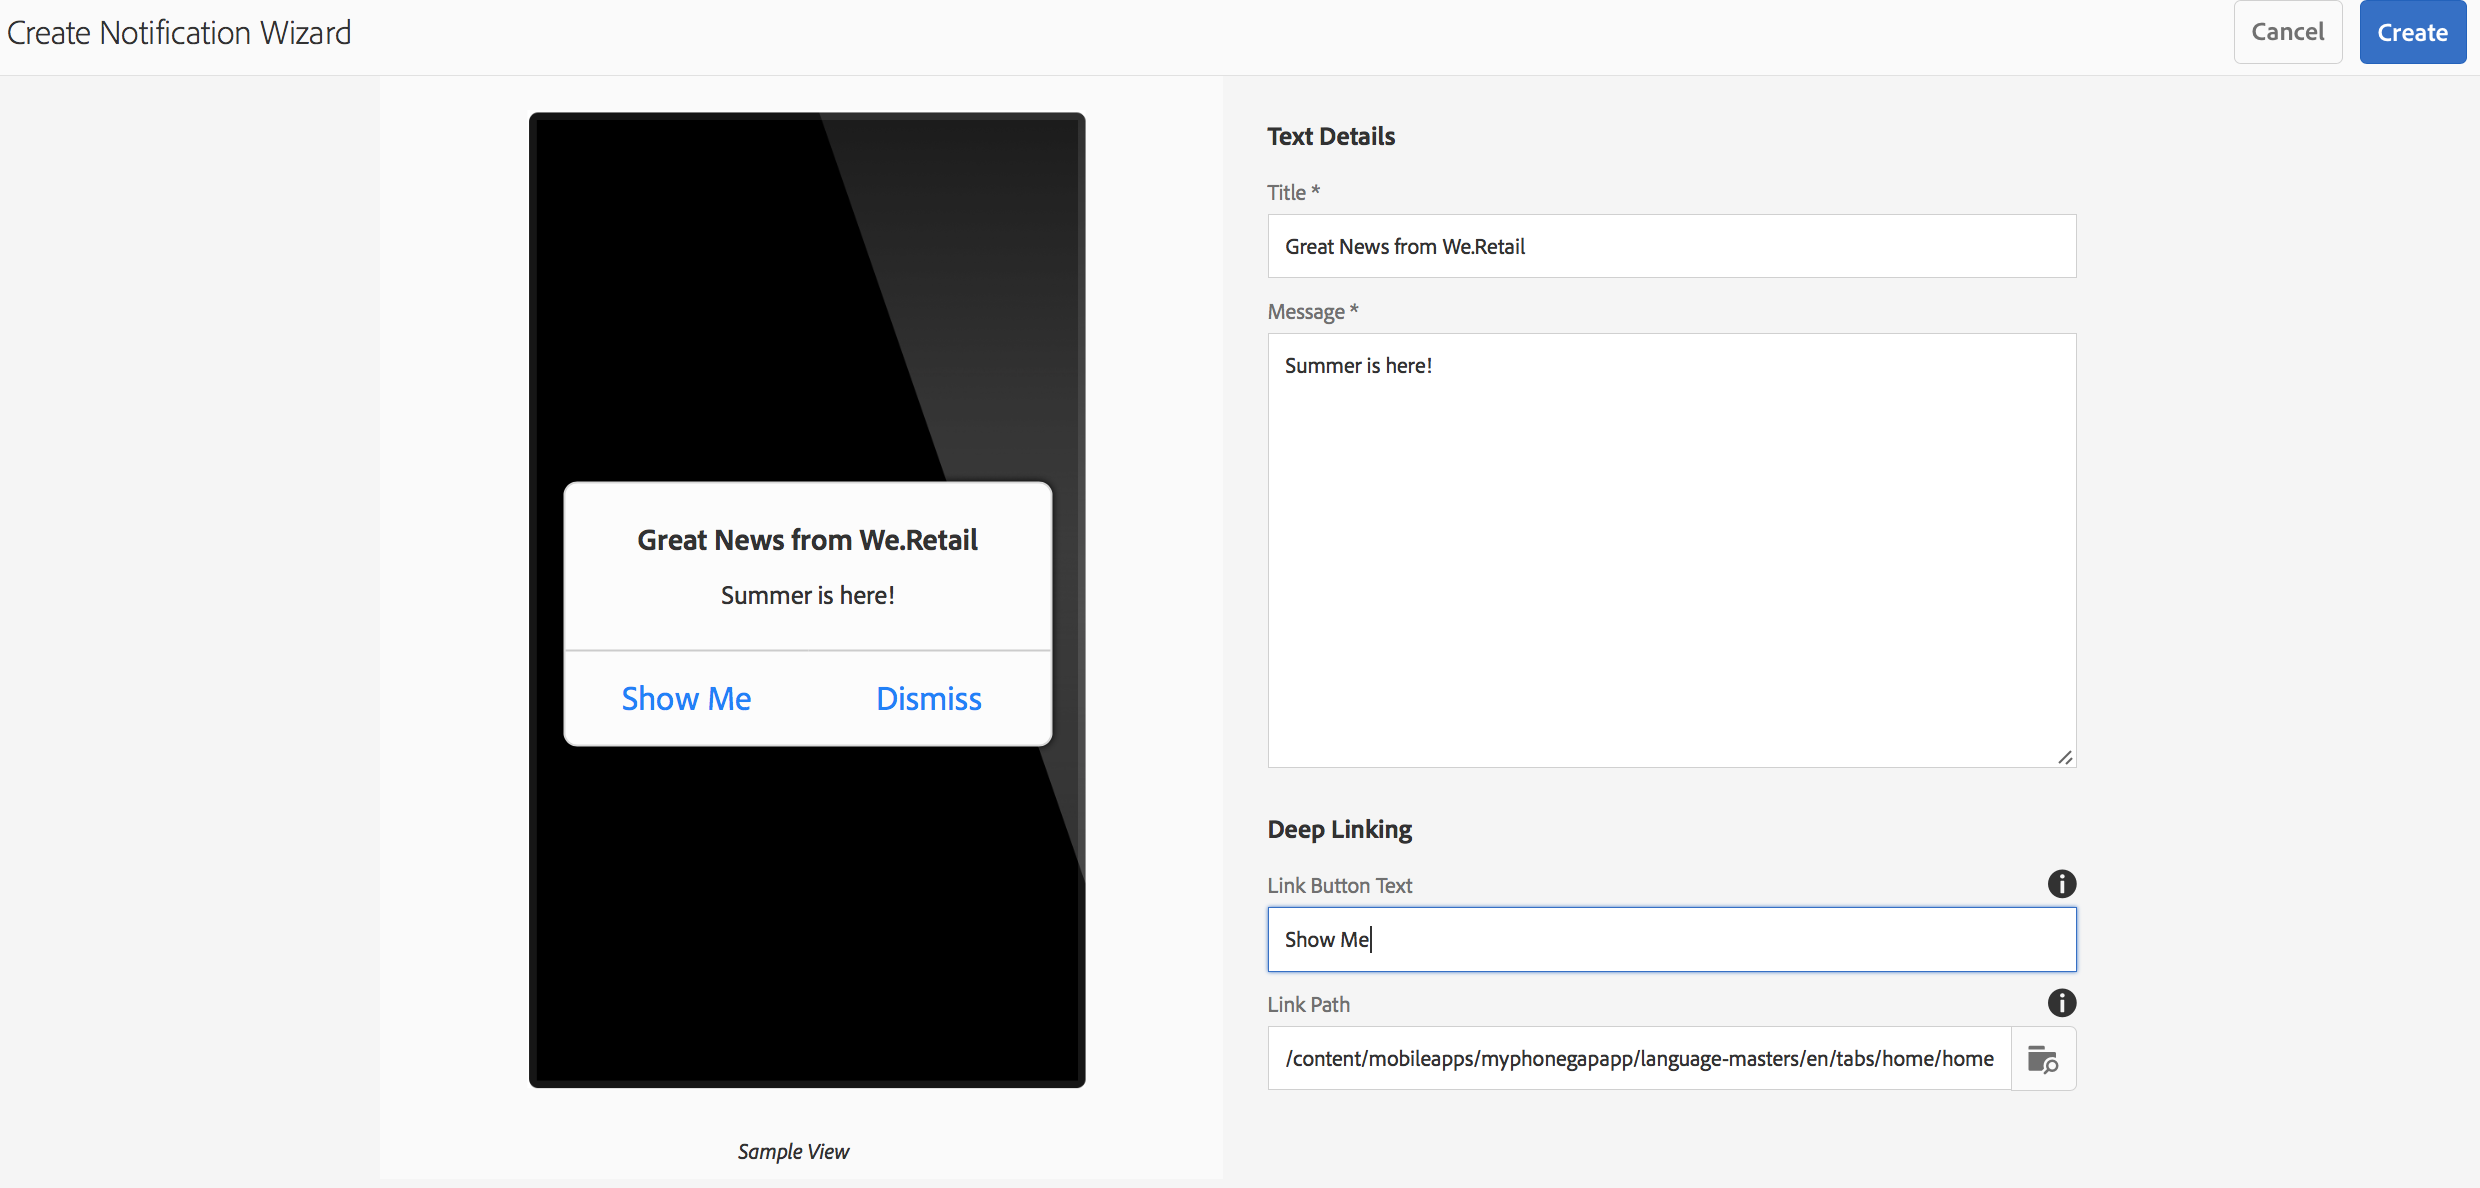 Create Notification Wizard
Cancel
Create
Great News from We.Retail
Summer is here!
Show Me
Dismiss
Sample View
Text Details
Title *
Great News from We.Retail
Message *
Summer is here!
Deep Linking
Link Button Text
Show Me
Link Path
/content/mobileapps/myphonegapapp/language-masters/en/tabs/home/home